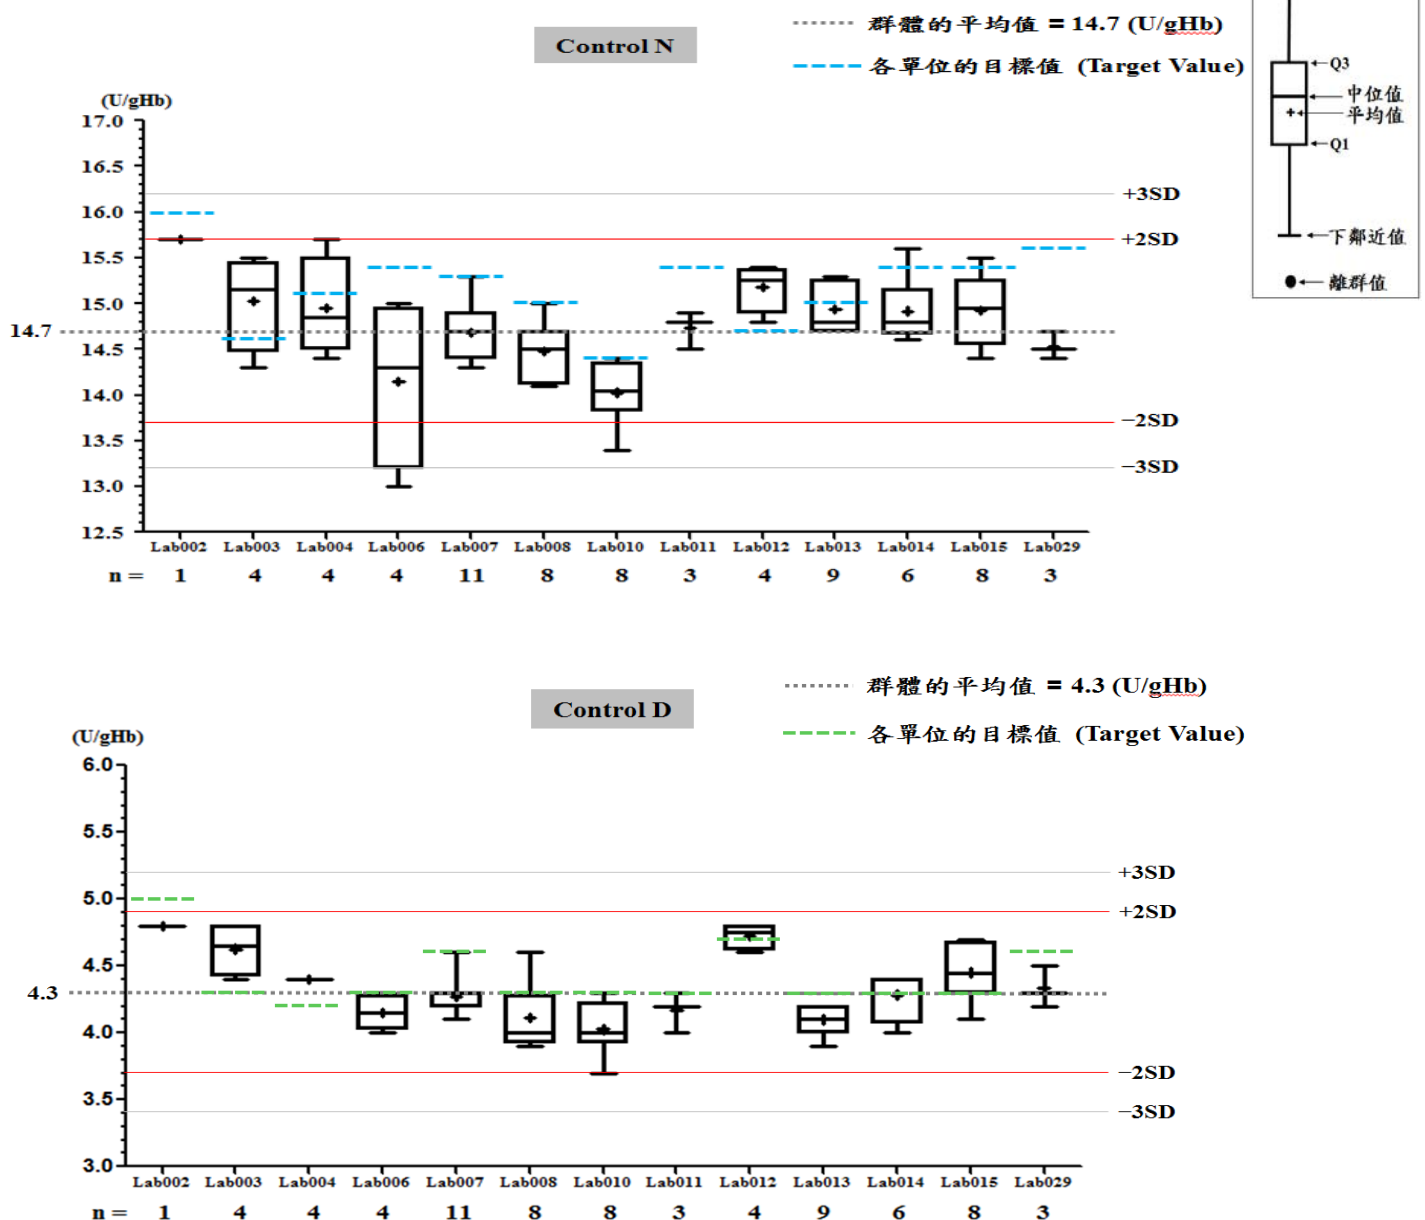 Control N
群體的平均值 = 14.7 (U/gHb)
各單位的目標值 (Target Value)
Q3
中位值
平均值
Q1
下鄰近值
離群值
(U/gHb)
17.0
16.5
16.0
15.5
15.0
14.7
14.5
14.0
13.5
13.0
12.5
+3SD
+2SD
−2SD
−3SD
Lab002 Lab003 Lab004 Lab006 Lab007 Lab008 Lab010 Lab011 Lab012 Lab013 Lab014 Lab015 Lab029
n = 1 4 4 4 11 8 8 3 4 9 6 8 3
Control D
群體的平均值 = 4.3 (U/gHb)
各單位的目標值 (Target Value)
(U/gHb)
6.0
5.5
5.0
4.5
4.3
4.0
3.5
3.0
+3SD
+2SD
−2SD
−3SD
Lab002 Lab003 Lab004 Lab006 Lab007 Lab008 Lab010 Lab011 Lab012 Lab013 Lab014 Lab015 Lab029
n = 1 4 4 4 11 8 8 3 4 9 6 8 3